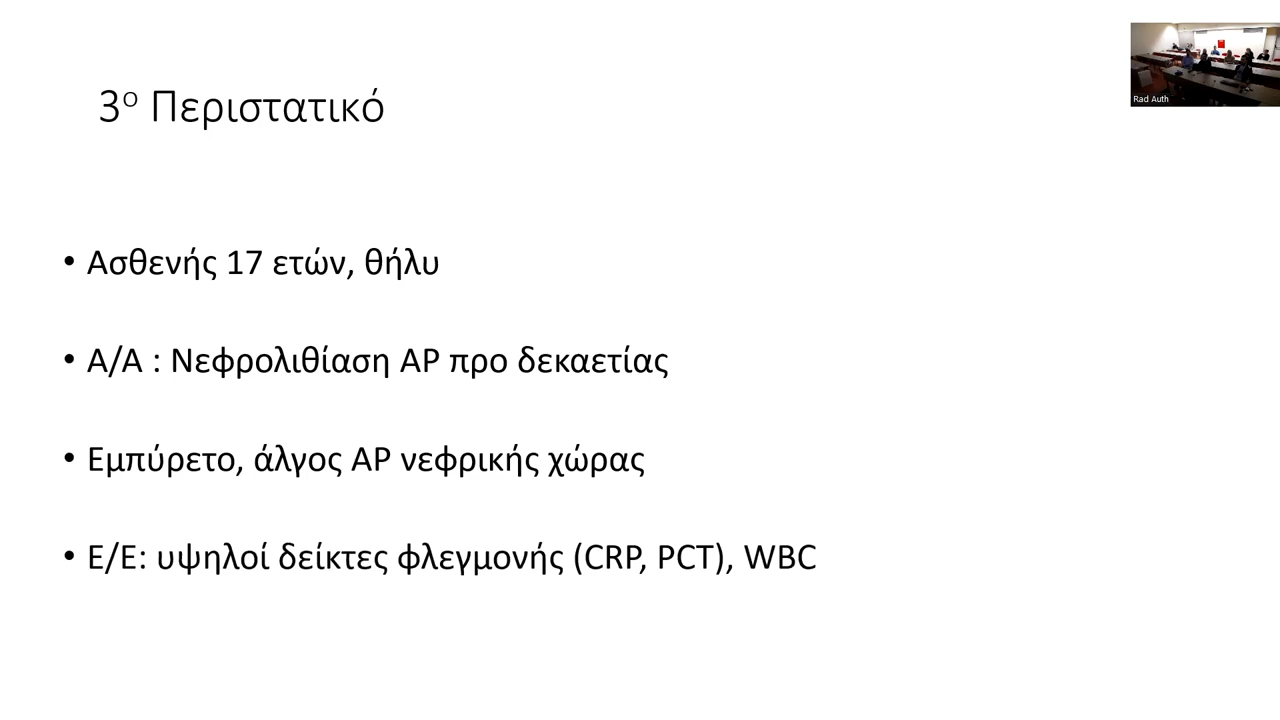 3ο Περιστατικό
Rad Auth
• Ασθενής 17 ετών, θήλυ
• Α/Α : Νεφρολιθίαση ΑΡ προ δεκαετίας
• Εμπύρετο, άλγος ΑΡ νεφρικής χώρας
• Ε/Ε: υψηλοί δείκτες φλεγμονής (CRP, PCT), WBC